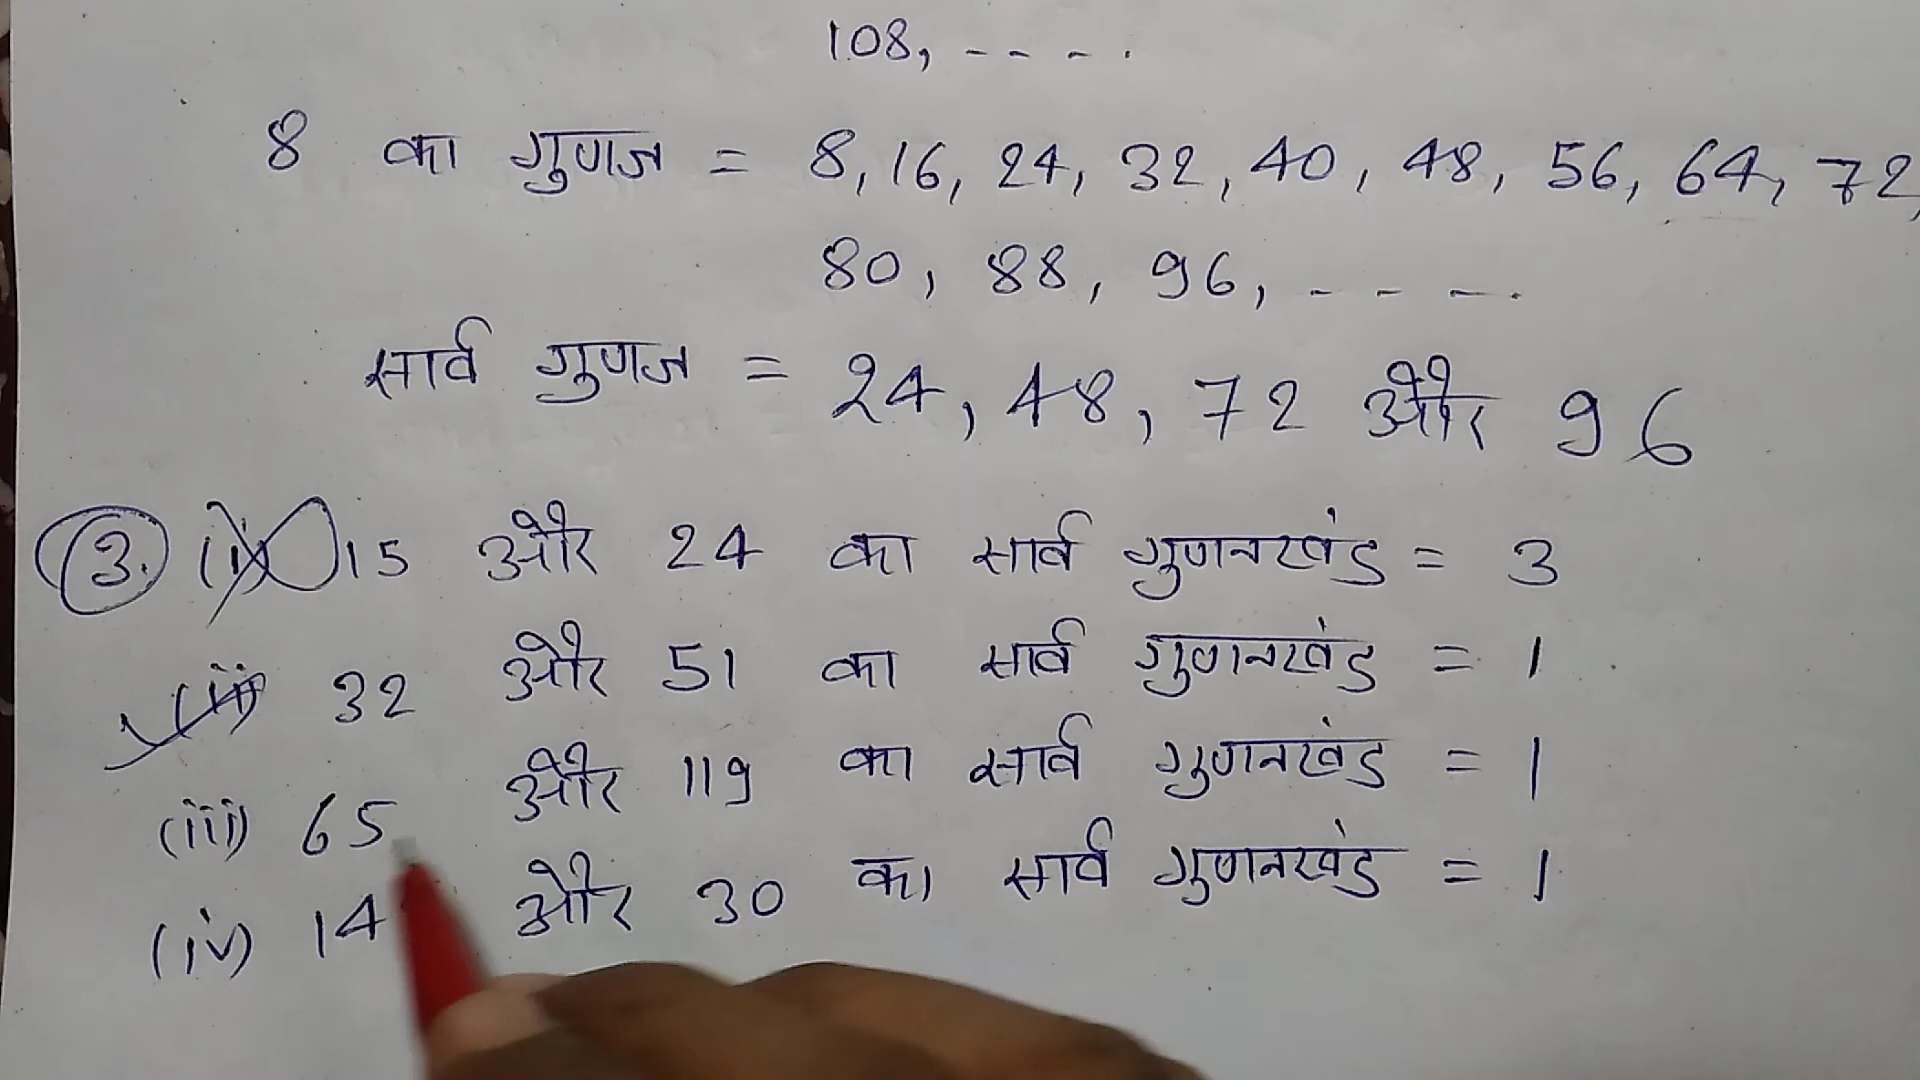 108, - - - .
8 का गुणज = 8, 16, 24, 32, 40, 48, 56, 64, 72,
80, 88, 96, - - - .
सार्व गुणज = 24, 48, 72 और 96
3. (i) 15 और 24 का सार्व गुणनखंड = 3
(ii) 32 और 51 का सार्व गुणनखंड = 1
(iii) 65 और 119 का सार्व गुणनखंड = 1
(iv) 14 और 30 का सार्व गुणनखंड = 1